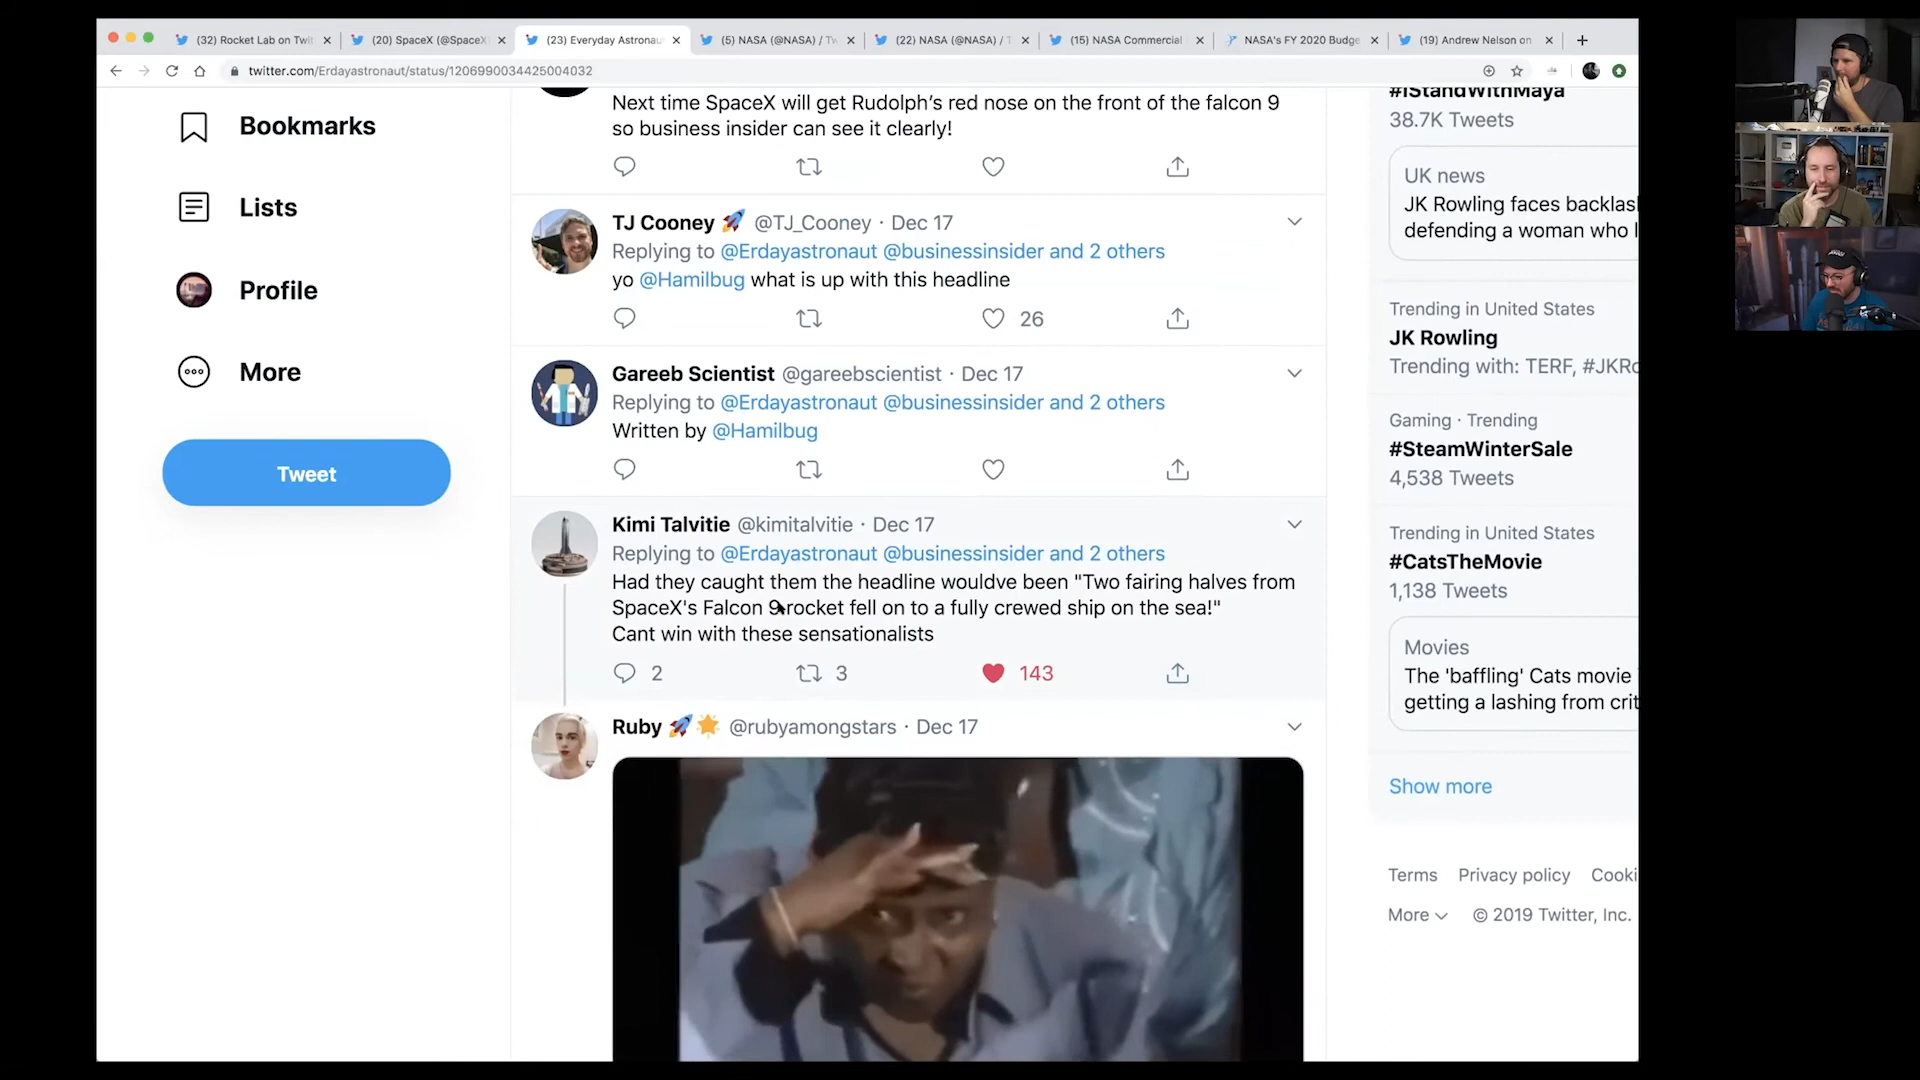 (32) Rocket Lab on Twit
(20) SpaceX (@SpaceX
(23) Everyday Astronau
(5) NASA (@NASA) / Tw
(22) NASA (@NASA) / T
(15) NASA Commercial
NASA's FY 2020 Budge
(19) Andrew Nelson on
twitter.com/Erdayastronaut/status/1206990034425004032
Bookmarks
Lists
Profile
More
Tweet
Next time SpaceX will get Rudolph's red nose on the front of the falcon 9
so business insider can see it clearly!
TJ Cooney 🚀 @TJ_Cooney · Dec 17
Replying to @Erdayastronaut @businessinsider and 2 others
yo @Hamilbug what is up with this headline
26
Gareeb Scientist @gareebscientist · Dec 17
Replying to @Erdayastronaut @businessinsider and 2 others
Written by @Hamilbug
Kimi Talvitie @kimitalvitie · Dec 17
Replying to @Erdayastronaut @businessinsider and 2 others
Had they caught them the headline wouldve been "Two fairing halves from
SpaceX's Falcon 9 rocket fell on to a fully crewed ship on the sea!"
Cant win with these sensationalists
2 3 143
Ruby 🚀🌟 @rubyamongstars · Dec 17
#IStandWithMaya
38.7K Tweets
UK news
JK Rowling faces backlas
defending a woman who
Trending in United States
JK Rowling
Trending with: TERF, #JKRo
Gaming · Trending
#SteamWinterSale
4,538 Tweets
Trending in United States
#CatsTheMovie
1,138 Tweets
Movies
The 'baffling' Cats movie
getting a lashing from crit
Show more
Terms Privacy policy Cooki
More © 2019 Twitter, Inc.